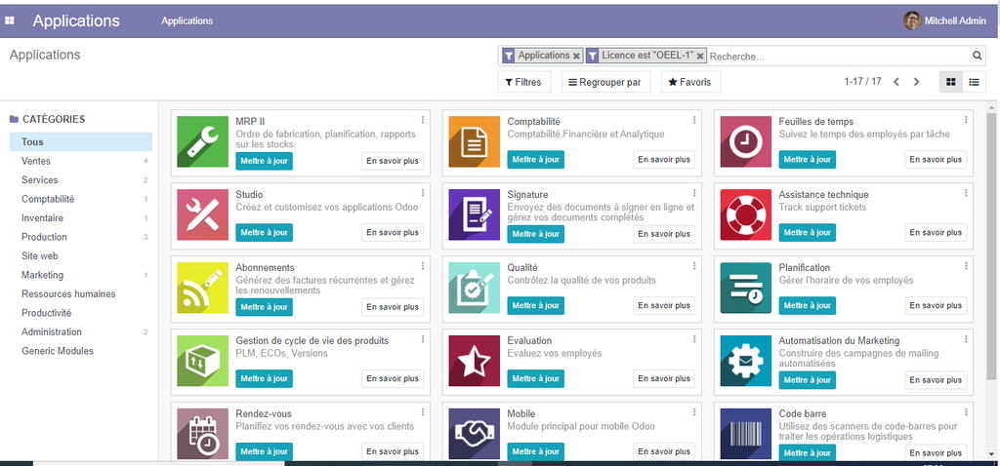 Applications
Applications
Mitchell Admin
Applications
Applications ×
Licence est "OEEL-1" ×
Recherche...
Filtres
Regrouper par
Favoris
1-17 / 17
CATÉGORIES
Tous
Ventes 4
Services 2
Comptabilité 1
Inventaire 1
Production 3
Site web
Marketing 1
Ressources humaines
Productivité
Administration 2
Generic Modules
MRP II
Ordre de fabrication, planification, rapports
sur les stocks.
Mettre à jour
En savoir plus
Comptabilité
Comptabilité Financière et Analytique
Mettre à jour
En savoir plus
Feuilles de temps
Suivez le temps des employés par tâche
Mettre à jour
En savoir plus
Studio
Créez et customisez vos applications Odoo
Mettre à jour
En savoir plus
Signature
Envoyez des documents à signer en ligne et
gérez vos documents complétés
Mettre à jour
En savoir plus
Assistance technique
Track support tickets
Mettre à jour
En savoir plus
Abonnements
Générez des factures récurrentes et gérez
les renouvellements
Mettre à jour
En savoir plus
Qualité
Contrôlez la qualité de vos produits
Mettre à jour
En savoir plus
Planification
Gérer l'horaire de vos employés
Mettre à jour
En savoir plus
Gestion de cycle de vie des produits
PLM, ECOs, Versions
Mettre à jour
En savoir plus
Evaluation
Evaluez vos employés
Mettre à jour
En savoir plus
Automatisation du Marketing
Construire des campagnes de mailing
automatisées
Mettre à jour
En savoir plus
Rendez-vous
Planifiez vos rendez-vous avec vos clients
Mettre à jour
En savoir plus
Mobile
Module principal pour mobile Odoo
Mettre à jour
En savoir plus
Code barre
Utilisez des scanners de code-barres pour
traiter les opérations logistiques
Mettre à jour
En savoir plus